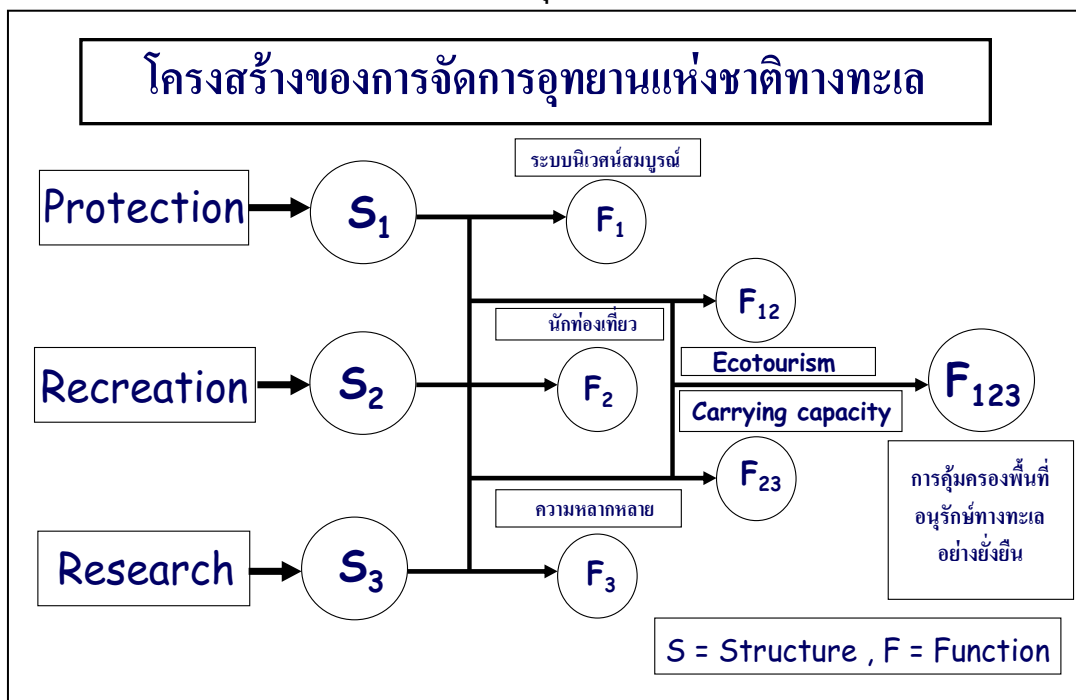 โครงสร้างของการจัดการอุทยานแห่งชาติทางทะเล
ระบบนิเวศน์สมบูรณ์
Protection
S₁
F₁
F₁₂
นักท่องเที่ยว
Ecotourism
Recreation
S₂
F₂
F₁₂₃
Carrying capacity
F₂₃
การคุ้มครองพื้นที่
อนุรักษ์ทางทะเล
อย่างยั่งยืน
ความหลากหลาย
Research
S₃
F₃
S = Structure , F = Function